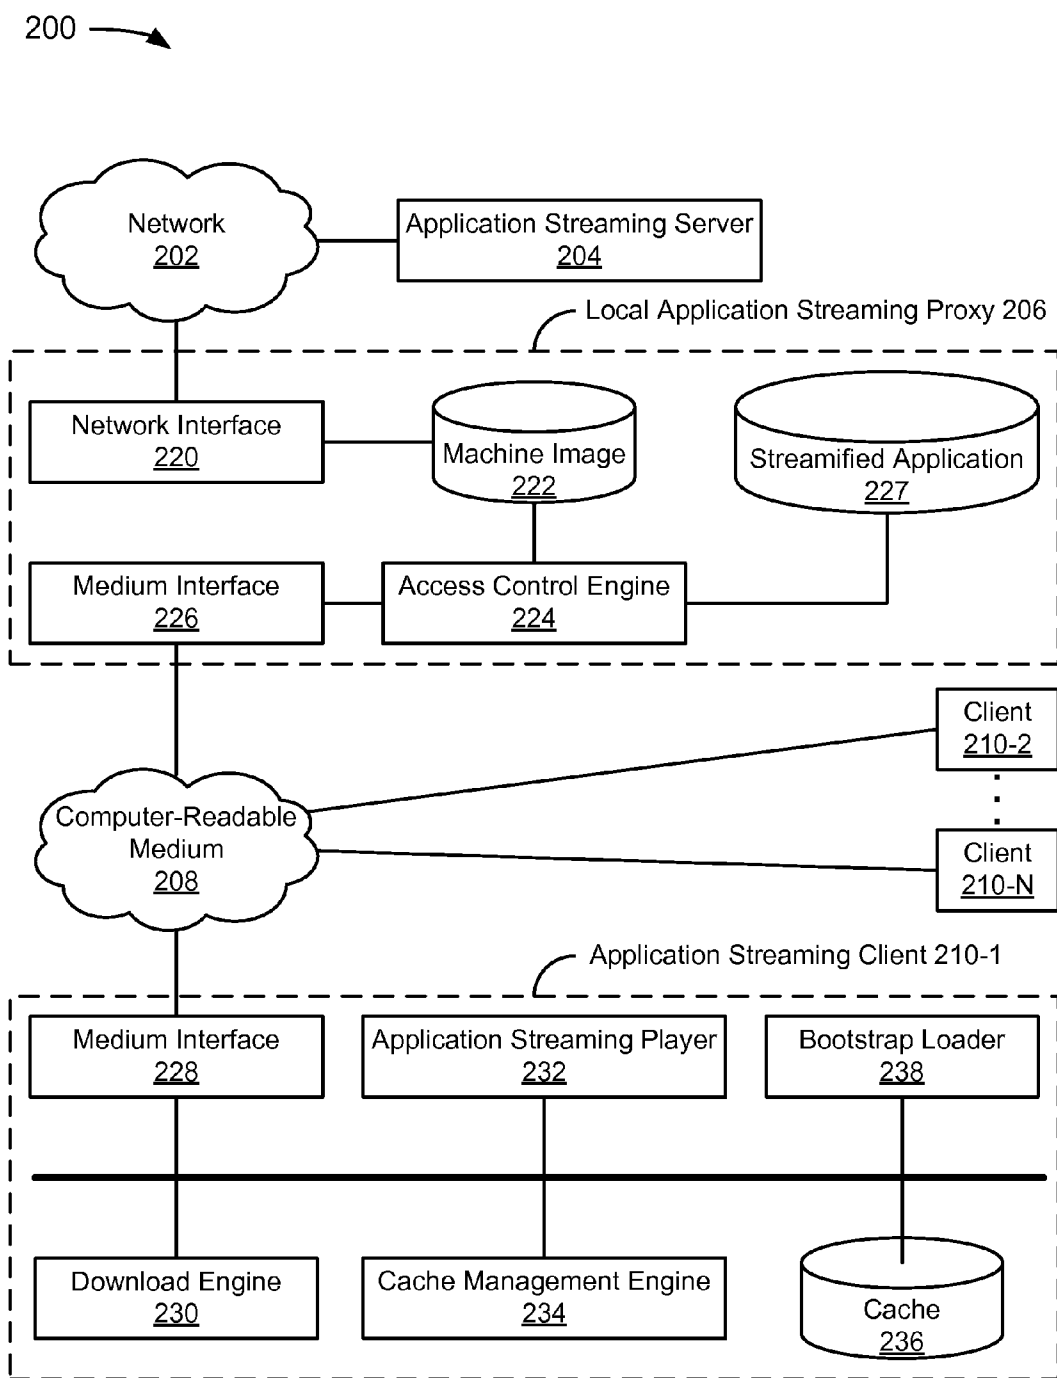 200
Network
202
Application Streaming Server
204
Local Application Streaming Proxy 206
Network Interface
220
Machine Image
222
Streamified Application
227
Medium Interface
226
Access Control Engine
224
Client
210-2
Computer-Readable
Medium
208
Client
210-N
Application Streaming Client 210-1
Medium Interface
228
Application Streaming Player
232
Bootstrap Loader
238
Download Engine
230
Cache Management Engine
234
Cache
236